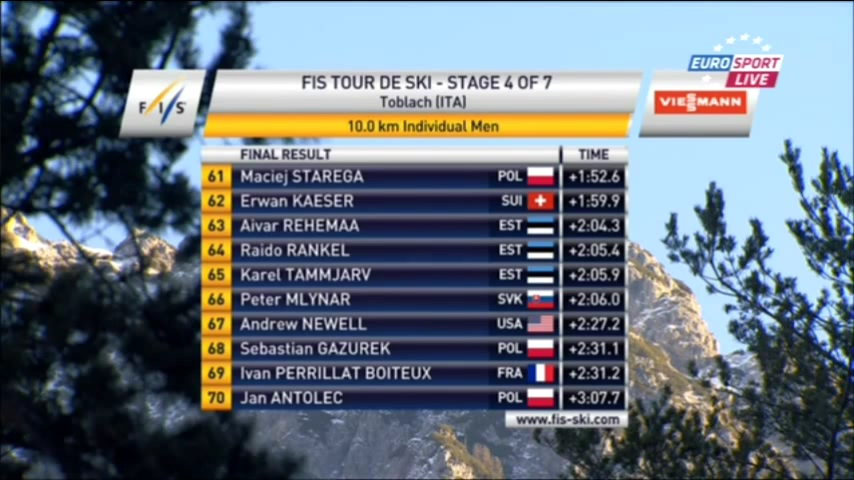 EUROSPORT
LIVE
FIS
FIS TOUR DE SKI - STAGE 4 OF 7
Toblach (ITA)
VIESSMANN
10.0 km Individual Men
FINAL RESULT TIME
61 Maciej STAREGA POL +1:52.6
62 Erwan KAESER SUI +1:59.9
63 Aivar REHEMAA EST +2:04.3
64 Raido RANKEL EST +2:05.4
65 Karel TAMMJARV EST +2:05.9
66 Peter MLYNAR SVK +2:06.0
67 Andrew NEWELL USA +2:27.2
68 Sebastian GAZUREK POL +2:31.1
69 Ivan PERRILLAT BOITEUX FRA +2:31.2
70 Jan ANTOLEC POL +3:07.7
www.fis-ski.com